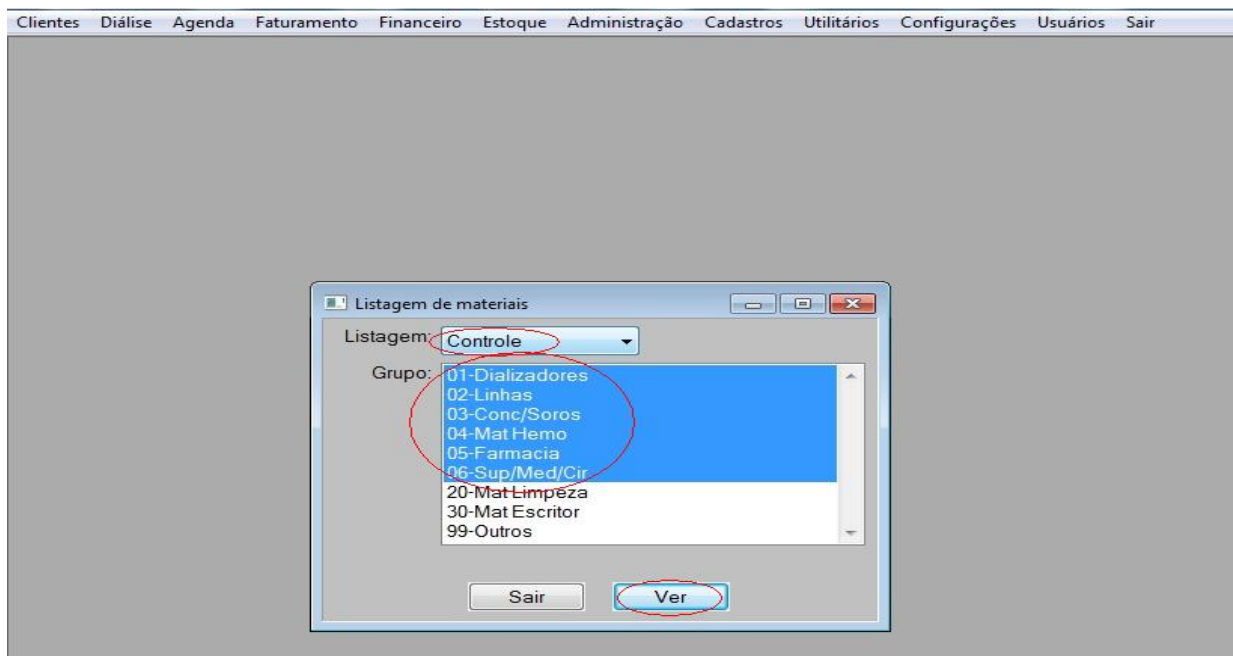 Clientes Diálise Agenda Faturamento Financeiro Estoque Administração Cadastros Utilitários Configurações Usuários Sair
Listagem de materiais
Listagem: Controle
Grupo: 01-Dializadores
02-Linhas
03-Conc/Soros
04-Mat Hemo
05-Farmacia
06-Sup/Med/Cir
20-Mat Limpeza
30-Mat Escritor
99-Outros
Sair Ver